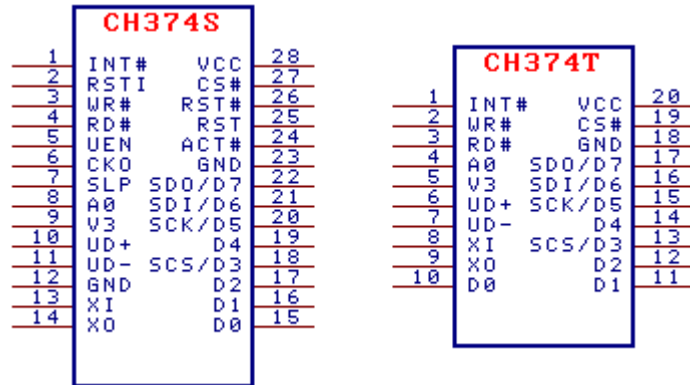 CH374S
1 INT# VCC 28
2 RSTI CS# 27
3 WR# RST# 26
4 RD# RST 25
5 UEN ACT# 24
6 CKO GND 23
7 SLP SDO/D7 22
8 A0 SDI/D6 21
9 V3 SCK/D5 20
10 UD+ D4 19
11 UD- SCS/D3 18
12 GND D2 17
13 XI D1 16
14 XO D0 15
CH374T
1 INT# VCC 20
2 WR# CS# 19
3 RD# GND 18
4 A0 SDO/D7 17
5 V3 SDI/D6 16
6 UD+ SCK/D5 15
7 UD- D4 14
8 XI SCS/D3 13
9 XO D2 12
10 D0 D1 11